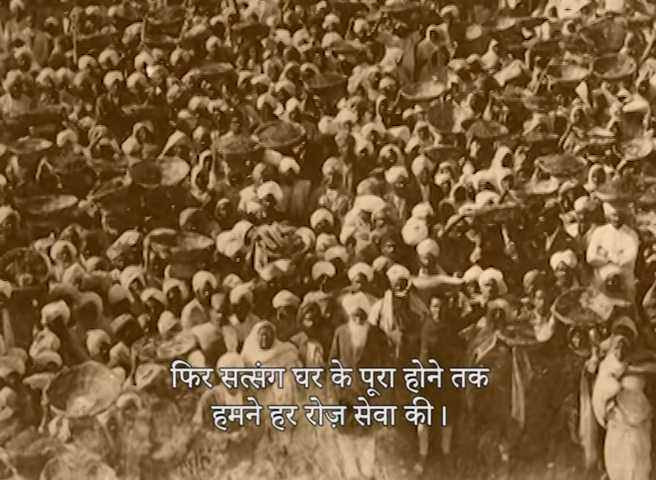 फिर सत्संग घर के पूरा होने तक
हमने हर रोज़ सेवा की।